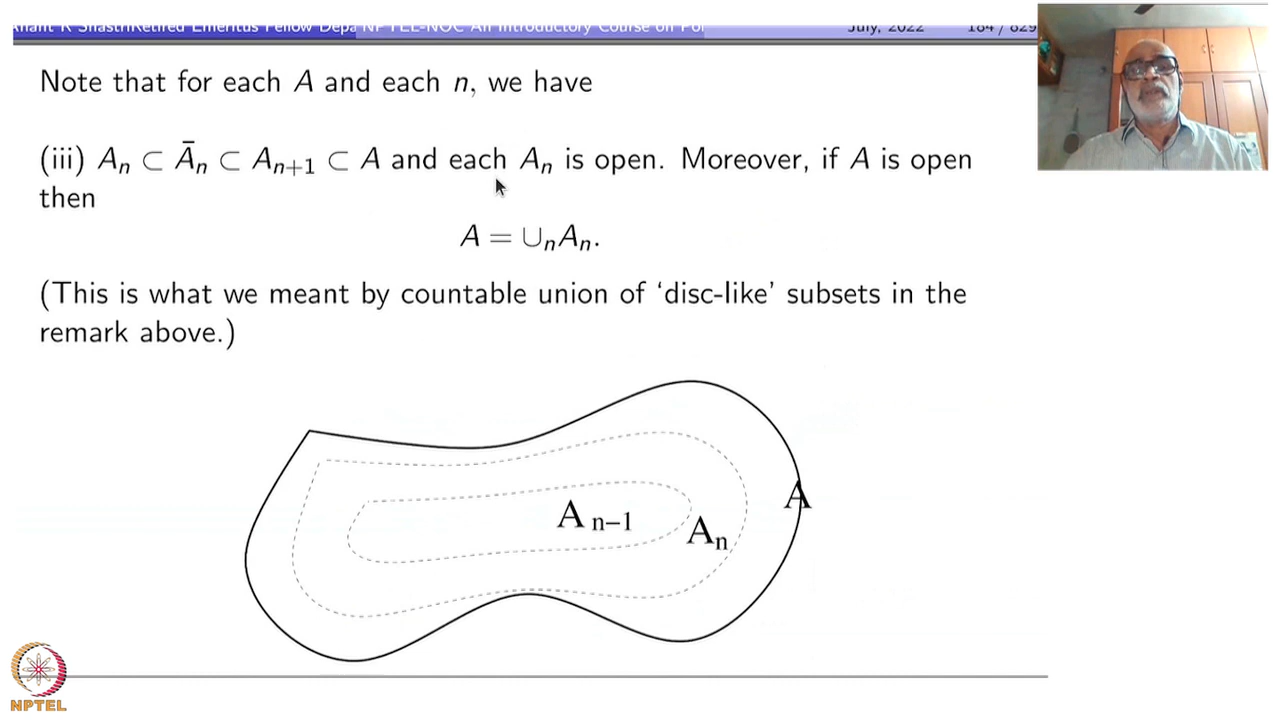 Anant R Shastri Retired Emeritus Fellow Depa NPTEL-NOC An Introductory Course on Poi July, 2022 164 / 829
Note that for each A and each n, we have
(iii) Aₙ ⊂ Āₙ ⊂ Aₙ₊₁ ⊂ A and each Aₙ is open. Moreover, if A is open
then
A = ∪ₙAₙ.
(This is what we meant by countable union of ‘disc-like’ subsets in the
remark above.)
A
A n−1
Aₙ
NPTEL